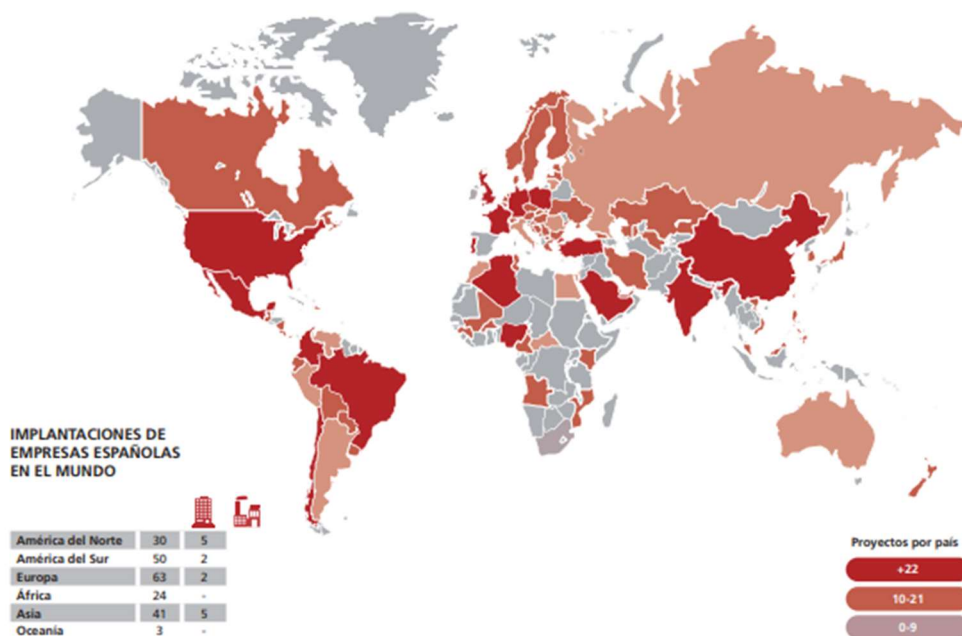 IMPLANTACIONES DE
EMPRESAS ESPAÑOLAS
EN EL MUNDO
América del Norte 30 5
América del Sur 50 2
Europa 63 2
África 24 -
Asia 41 5
Oceanía 3 -
Proyectos por país
+22
10-21
0-9